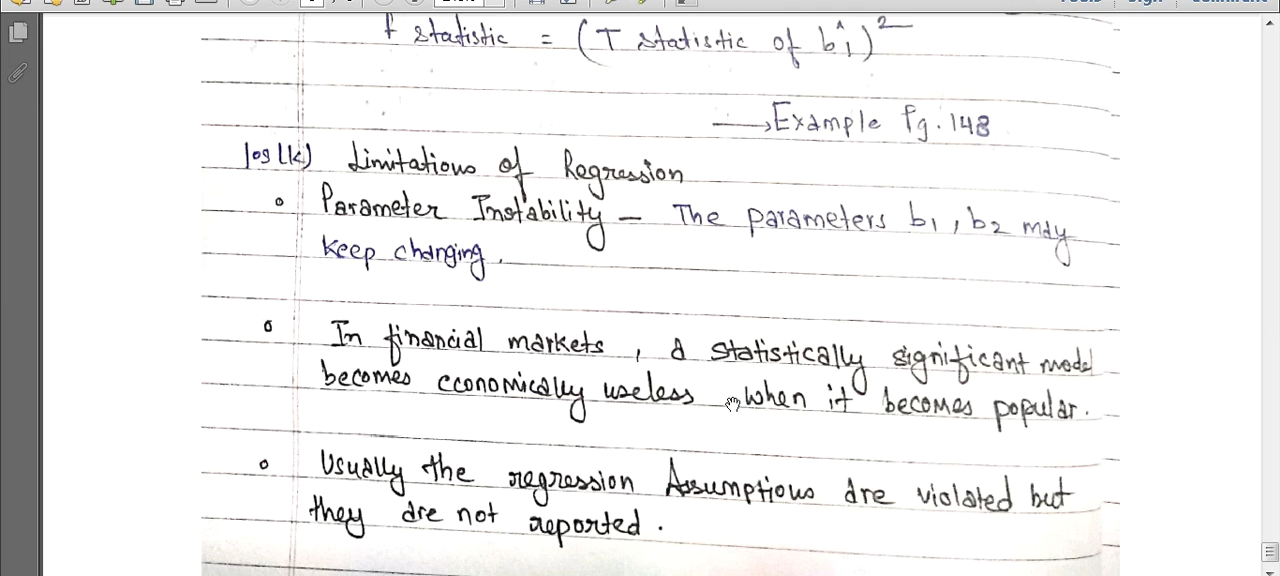 f statistic = (T statistic of b̂1)²
→ Example Pg. 148
los (k) Limitations of Regression
Parameter Instability – The parameters b1, b2 may
keep changing.
In financial markets, a statistically significant model
becomes economically useless when it becomes popular.
Usually the regression Assumptions are violated but
they are not reported.